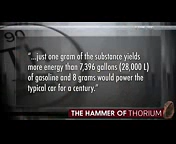 90
"...just one gram of the substance yields
more energy than 7,396 gallons (28,000 L)
of gasoline and 8 grams would power the
typical car for a century."
THE HAMMER OF THORIUM